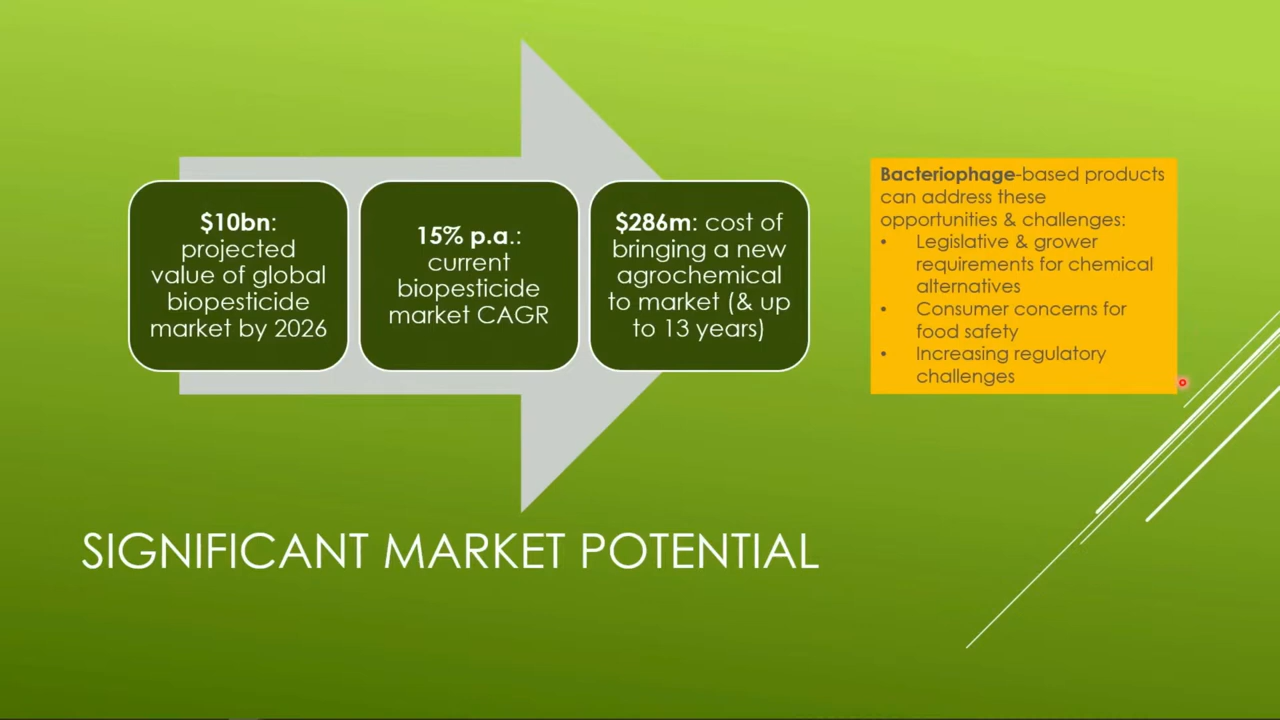 $10bn:
projected
value of global
biopesticide
market by 2026
15% p.a.:
current
biopesticide
market CAGR
$286m: cost of
bringing a new
agrochemical
to market (& up
to 13 years)
Bacteriophage-based products
can address these
opportunities & challenges:
• Legislative & grower
requirements for chemical
alternatives
• Consumer concerns for
food safety
• Increasing regulatory
challenges
SIGNIFICANT MARKET POTENTIAL